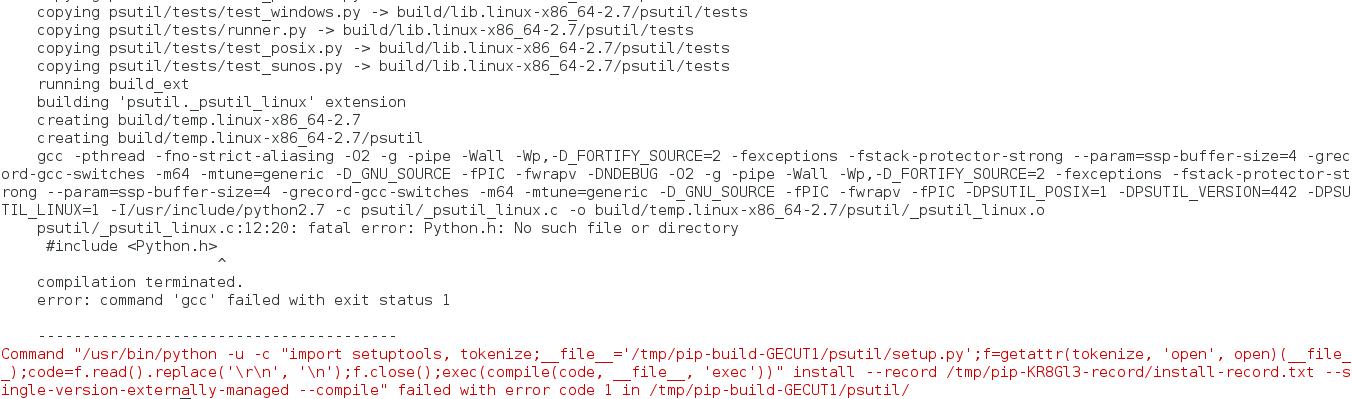 copying psutil/tests/test_windows.py -> build/lib.linux-x86_64-2.7/psutil/tests
copying psutil/tests/runner.py -> build/lib.linux-x86_64-2.7/psutil/tests
copying psutil/tests/test_posix.py -> build/lib.linux-x86_64-2.7/psutil/tests
copying psutil/tests/test_sunos.py -> build/lib.linux-x86_64-2.7/psutil/tests
running build_ext
building 'psutil._psutil_linux' extension
creating build/temp.linux-x86_64-2.7
creating build/temp.linux-x86_64-2.7/psutil
gcc -pthread -fno-strict-aliasing -O2 -g -pipe -Wall -Wp,-D_FORTIFY_SOURCE=2 -fexceptions -fstack-protector-strong --param=ssp-buffer-size=4 -grec
ord-gcc-switches -m64 -mtune=generic -D_GNU_SOURCE -fPIC -fwrapv -DNDEBUG -O2 -g -pipe -Wall -Wp,-D_FORTIFY_SOURCE=2 -fexceptions -fstack-protector-st
rong --param=ssp-buffer-size=4 -grecord-gcc-switches -m64 -mtune=generic -D_GNU_SOURCE -fPIC -fwrapv -fPIC -DPSUTIL_POSIX=1 -DPSUTIL_VERSION=442 -DPSU
TIL_LINUX=1 -I/usr/include/python2.7 -c psutil/_psutil_linux.c -o build/temp.linux-x86_64-2.7/psutil/_psutil_linux.o
psutil/_psutil_linux.c:12:20: fatal error: Python.h: No such file or directory
#include <Python.h>
^
compilation terminated.
error: command 'gcc' failed with exit status 1
----------------------------------------
Command "/usr/bin/python -u -c "import setuptools, tokenize;__file__='/tmp/pip-build-GECUT1/psutil/setup.py';f=getattr(tokenize, 'open', open)(__file_
_);code=f.read().replace('\r\n', '\n');f.close();exec(compile(code, __file__, 'exec'))" install --record /tmp/pip-KR8Gl3-record/install-record.txt --s
ingle-version-externally-managed --compile" failed with error code 1 in /tmp/pip-build-GECUT1/psutil/